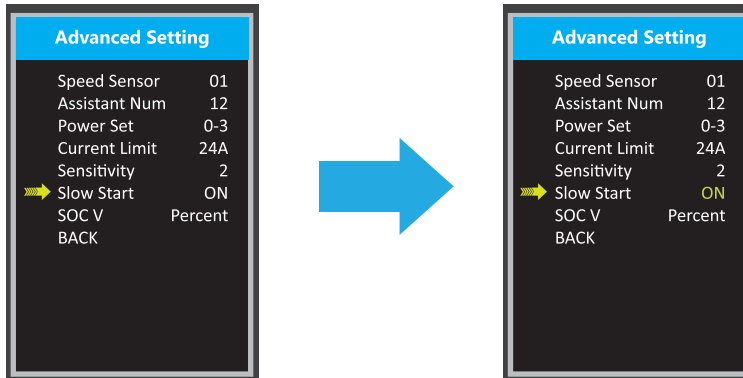 Advanced Setting
Speed Sensor 01
Assistant Num 12
Power Set 0-3
Current Limit 24A
Sensitivity 2
Slow Start ON
SOC V Percent
BACK
Advanced Setting
Speed Sensor 01
Assistant Num 12
Power Set 0-3
Current Limit 24A
Sensitivity 2
Slow Start ON
SOC V Percent
BACK